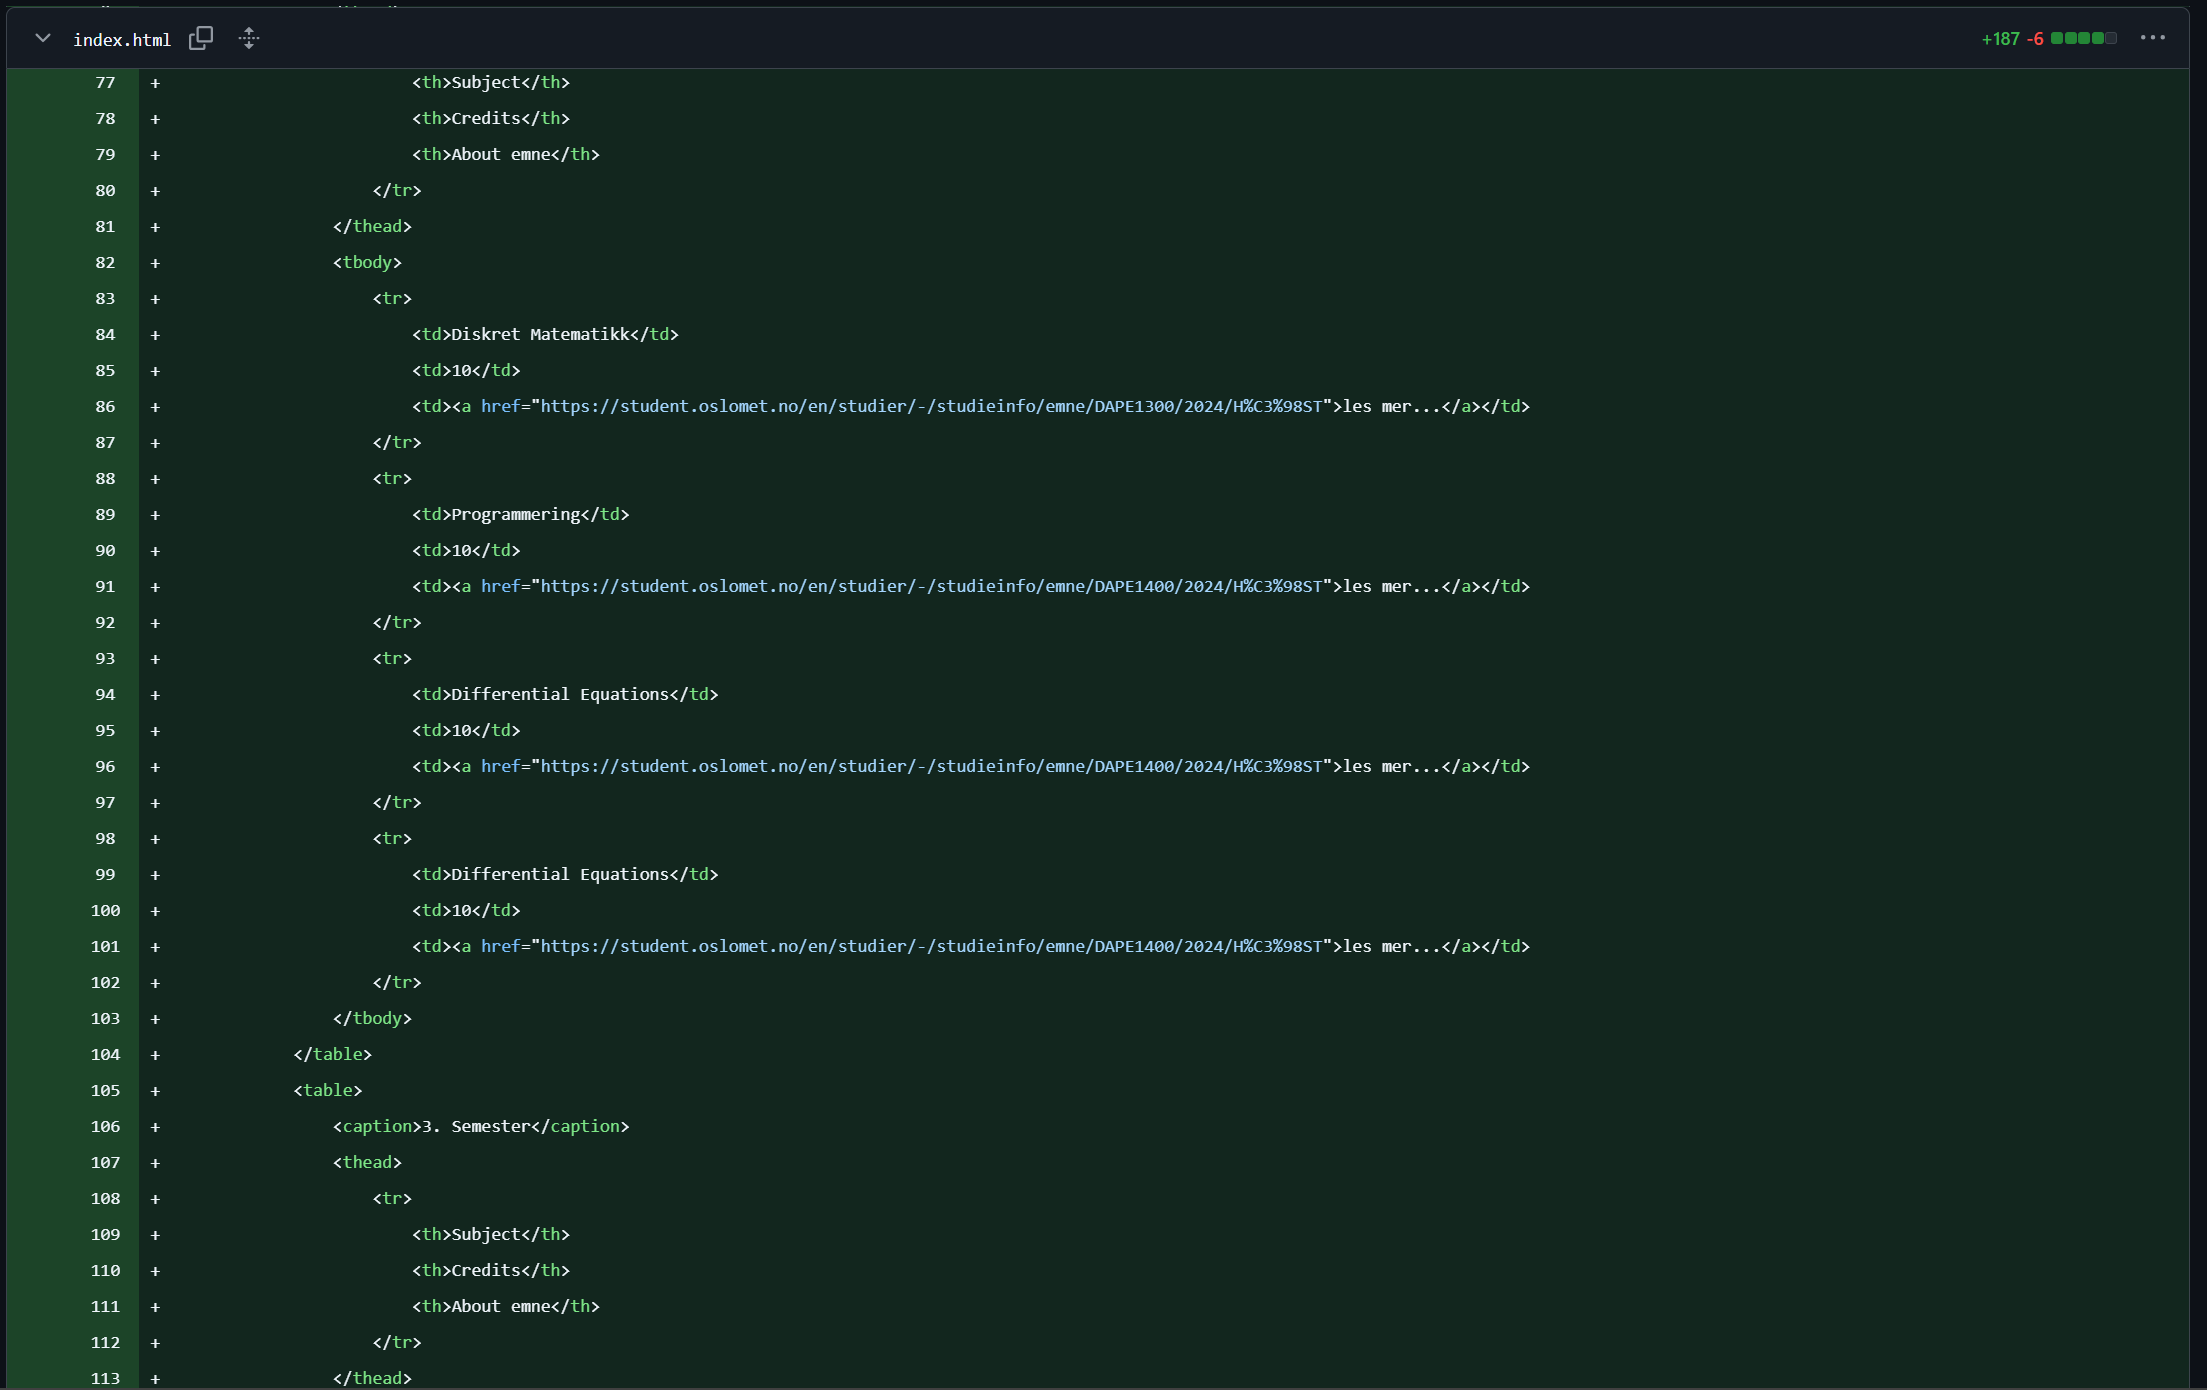 index.html +187 -6
77 + <th>Subject</th>
78 + <th>Credits</th>
79 + <th>About emne</th>
80 + </tr>
81 + </thead>
82 + <tbody>
83 + <tr>
84 + <td>Diskret Matematikk</td>
85 + <td>10</td>
86 + <td><a href="https://student.oslomet.no/en/studier/-/studieinfo/emne/DAPE1300/2024/H%C3%98ST">les mer...</a></td>
87 + </tr>
88 + <tr>
89 + <td>Programmering</td>
90 + <td>10</td>
91 + <td><a href="https://student.oslomet.no/en/studier/-/studieinfo/emne/DAPE1400/2024/H%C3%98ST">les mer...</a></td>
92 + </tr>
93 + <tr>
94 + <td>Differential Equations</td>
95 + <td>10</td>
96 + <td><a href="https://student.oslomet.no/en/studier/-/studieinfo/emne/DAPE1400/2024/H%C3%98ST">les mer...</a></td>
97 + </tr>
98 + <tr>
99 + <td>Differential Equations</td>
100 + <td>10</td>
101 + <td><a href="https://student.oslomet.no/en/studier/-/studieinfo/emne/DAPE1400/2024/H%C3%98ST">les mer...</a></td>
102 + </tr>
103 + </tbody>
104 + </table>
105 + <table>
106 + <caption>3. Semester</caption>
107 + <thead>
108 + <tr>
109 + <th>Subject</th>
110 + <th>Credits</th>
111 + <th>About emne</th>
112 + </tr>
113 + </thead>